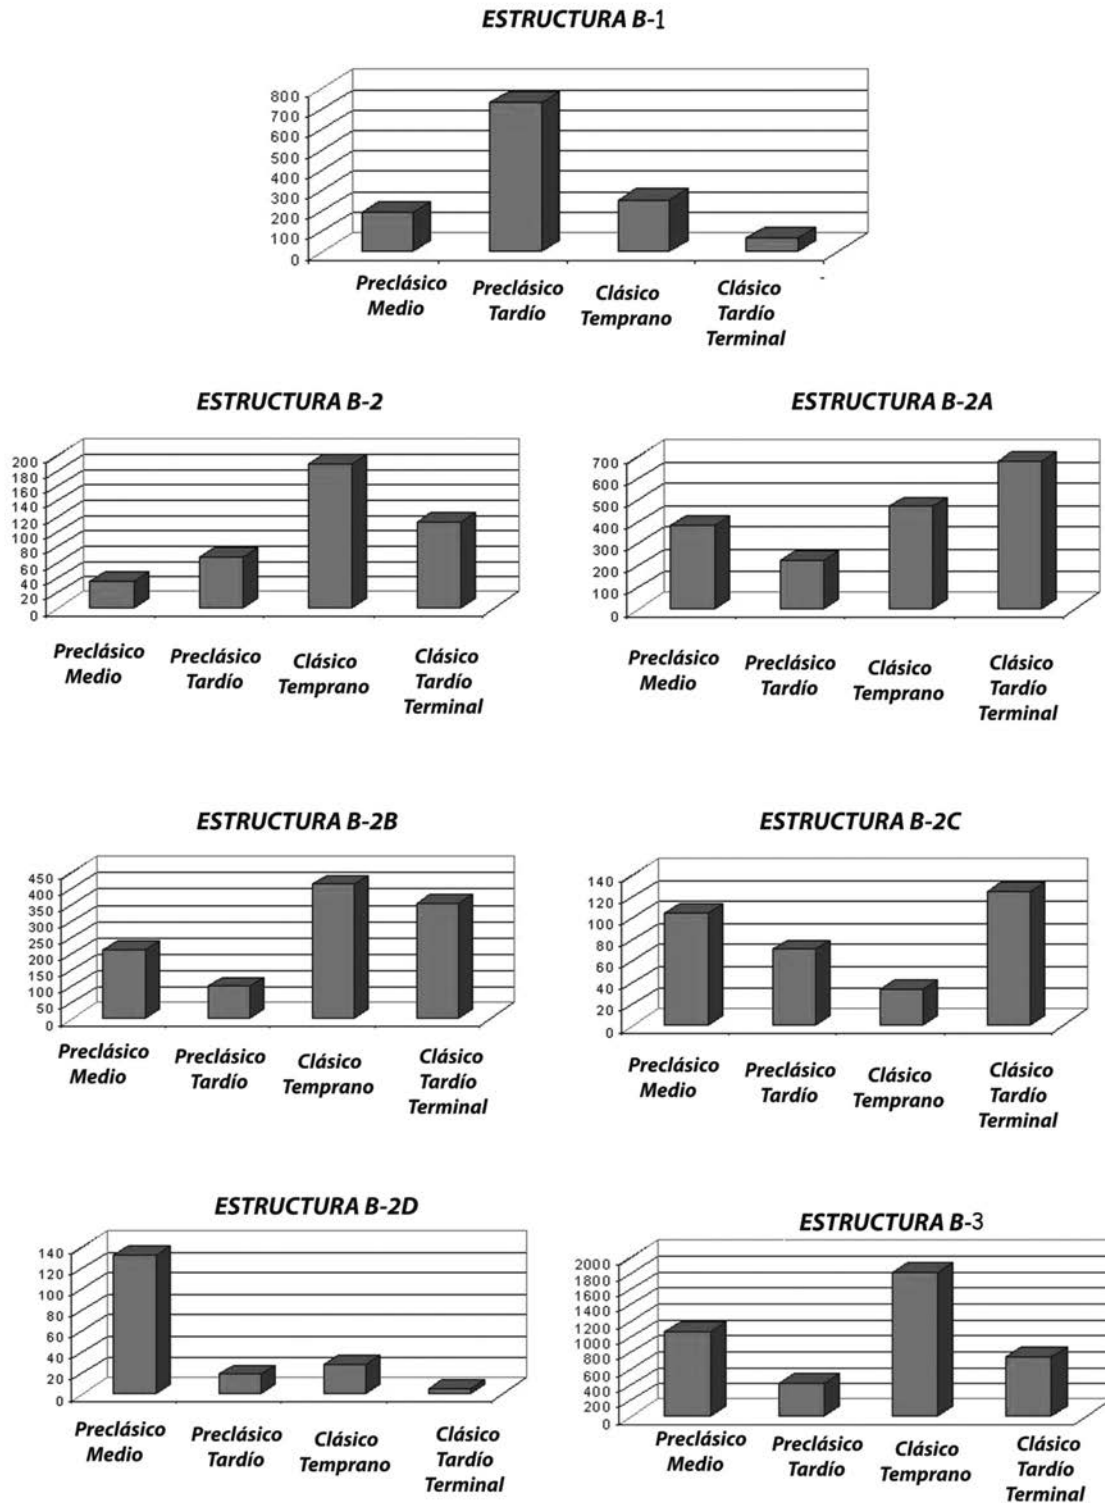 ESTRUCTURA B-1
800
700
600
500
400
300
200
100
0
Preclásico Medio
Preclásico Tardío
Clásico Temprano
Clásico Tardío Terminal
ESTRUCTURA B-2
200
180
160
140
120
100
80
60
40
20
0
Preclásico Medio
Preclásico Tardío
Clásico Temprano
Clásico Tardío Terminal
ESTRUCTURA B-2A
700
600
500
400
300
200
100
0
Preclásico Medio
Preclásico Tardío
Clásico Temprano
Clásico Tardío Terminal
ESTRUCTURA B-2B
450
400
350
300
250
200
150
100
50
0
Preclásico Medio
Preclásico Tardío
Clásico Temprano
Clásico Tardío Terminal
ESTRUCTURA B-2C
140
120
100
80
60
40
20
0
Preclásico Medio
Preclásico Tardío
Clásico Temprano
Clásico Tardío Terminal
ESTRUCTURA B-2D
140
120
100
80
60
40
20
0
Preclásico Medio
Preclásico Tardío
Clásico Temprano
Clásico Tardío Terminal
ESTRUCTURA B-3
2000
1800
1600
1400
1200
1000
800
600
400
200
0
Preclásico Medio
Preclásico Tardío
Clásico Temprano
Clásico Tardío Terminal